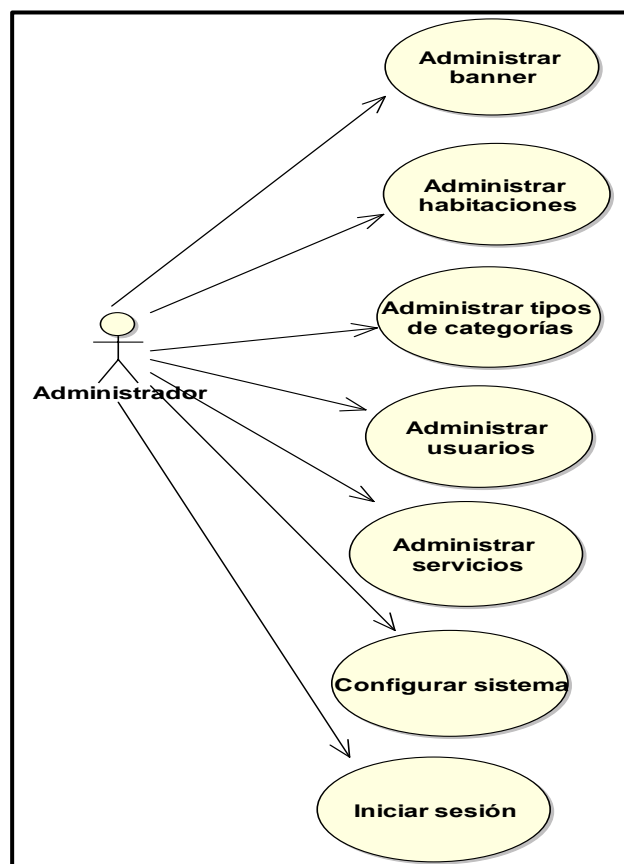 Administrar
banner
Administrar
habitaciones
Administrar tipos
de categorías
Administrador
Administrar
usuarios
Administrar
servicios
Configurar sistema
Iniciar sesión